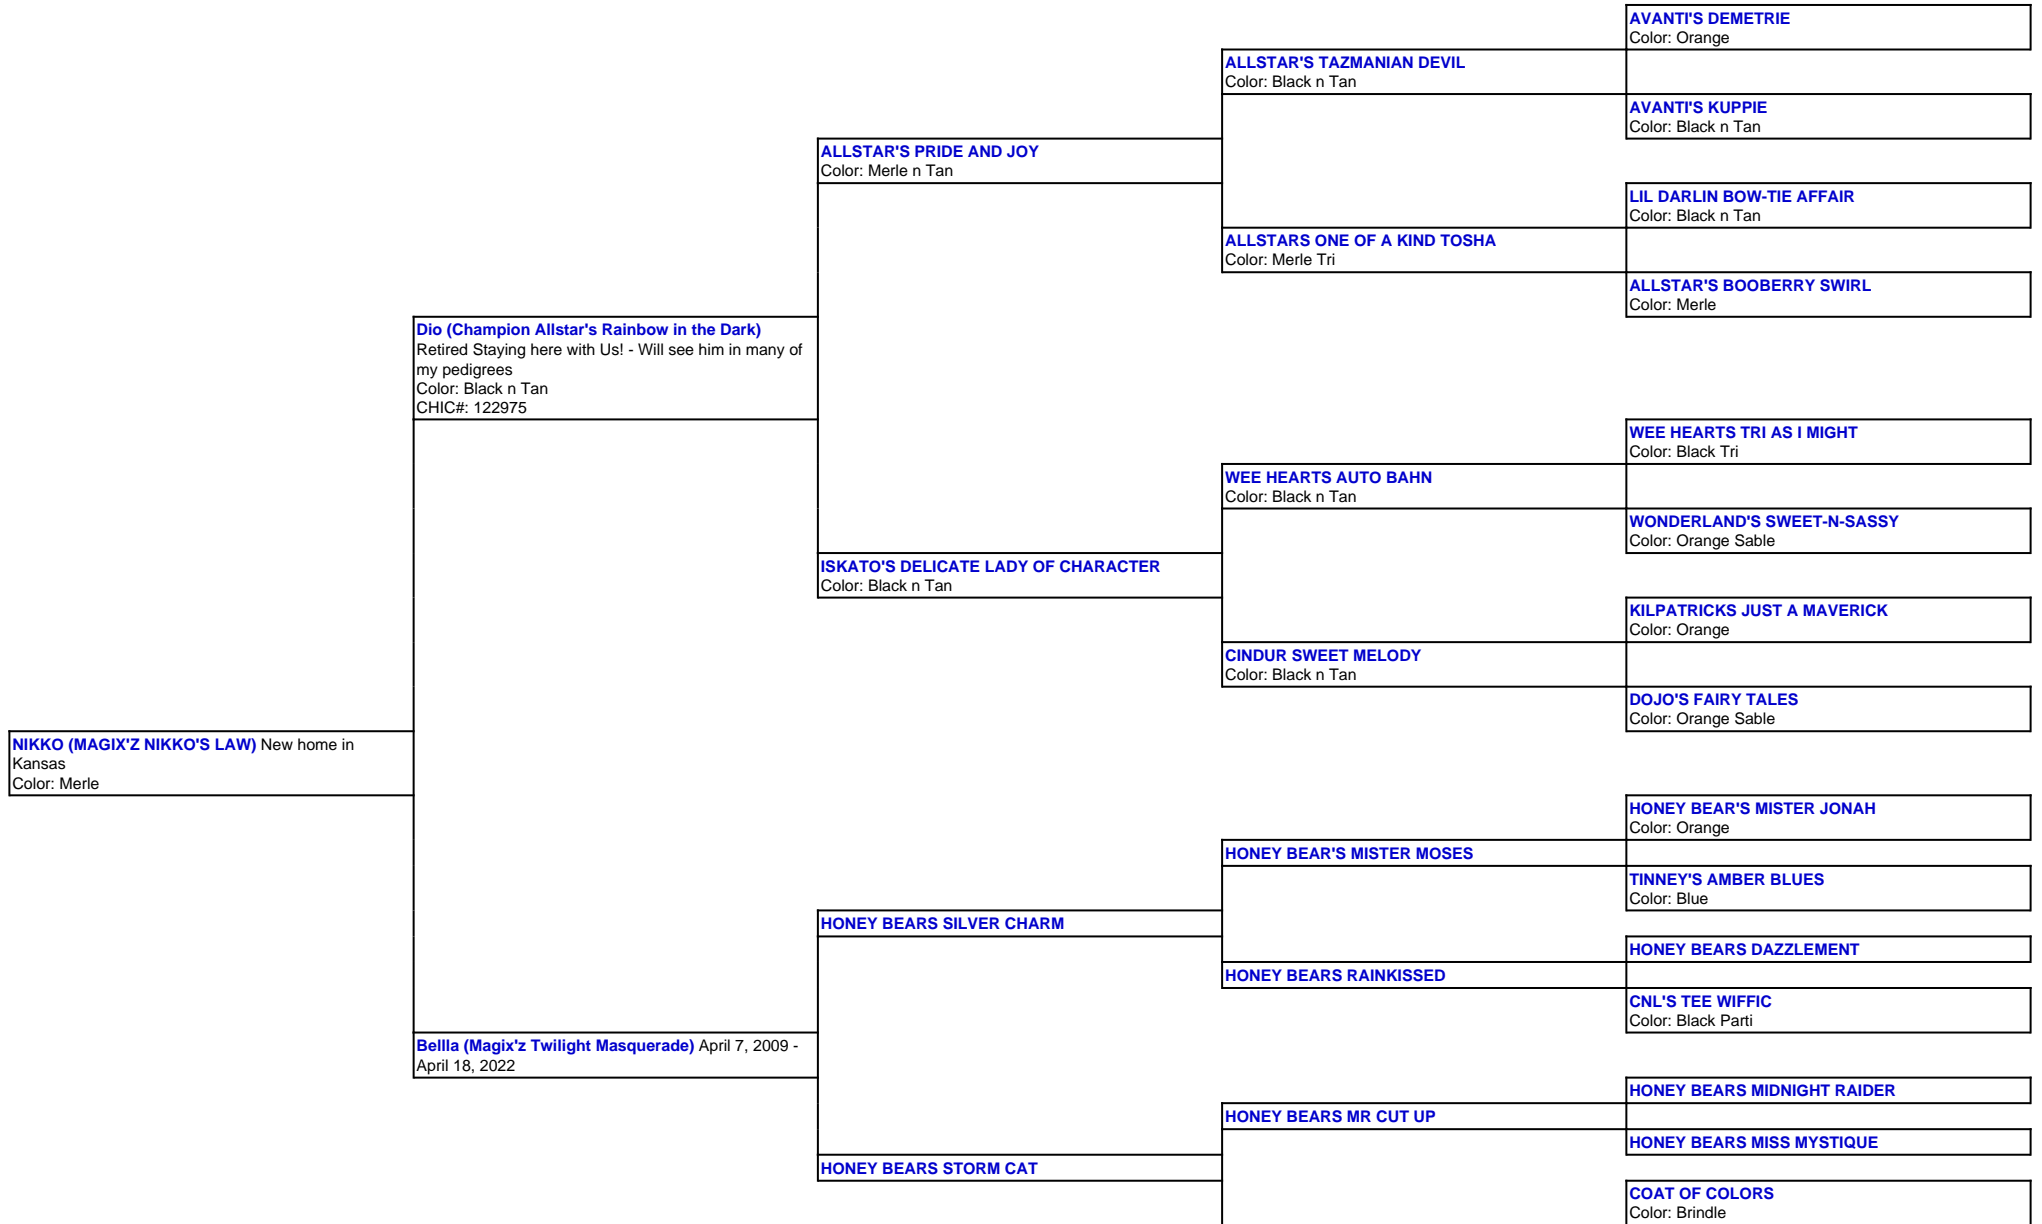 AVANTI'S DEMETRIE
Color: Orange
ALLSTAR'S TAZMANIAN DEVIL
Color: Black n Tan
AVANTI'S KUPPIE
Color: Black n Tan
ALLSTAR'S PRIDE AND JOY
Color: Merle n Tan
LIL DARLIN BOW-TIE AFFAIR
Color: Black n Tan
ALLSTARS ONE OF A KIND TOSHA
Color: Merle Tri
ALLSTAR'S BOOBERRY SWIRL
Color: Merle
Dio (Champion Allstar's Rainbow in the Dark)
Retired Staying here with Us! - Will see him in many of
my pedigrees
Color: Black n Tan
CHIC#: 122975
WEE HEARTS TRI AS I MIGHT
Color: Black Tri
WEE HEARTS AUTO BAHN
Color: Black n Tan
WONDERLAND'S SWEET-N-SASSY
Color: Orange Sable
ISKATO'S DELICATE LADY OF CHARACTER
Color: Black n Tan
KILPATRICKS JUST A MAVERICK
Color: Orange
CINDUR SWEET MELODY
Color: Black n Tan
DOJO'S FAIRY TALES
Color: Orange Sable
NIKKO (MAGIX'Z NIKKO'S LAW) New home in
Kansas
Color: Merle
HONEY BEAR'S MISTER JONAH
Color: Orange
HONEY BEAR'S MISTER MOSES
TINNEY'S AMBER BLUES
Color: Blue
HONEY BEARS SILVER CHARM
HONEY BEARS DAZZLEMENT
HONEY BEARS RAINKISSED
CNL'S TEE WIFFIC
Color: Black Parti
Bellla (Magix'z Twilight Masquerade) April 7, 2009 -
April 18, 2022
HONEY BEARS MIDNIGHT RAIDER
HONEY BEARS MR CUT UP
HONEY BEARS MISS MYSTIQUE
HONEY BEARS STORM CAT
COAT OF COLORS
Color: Brindle